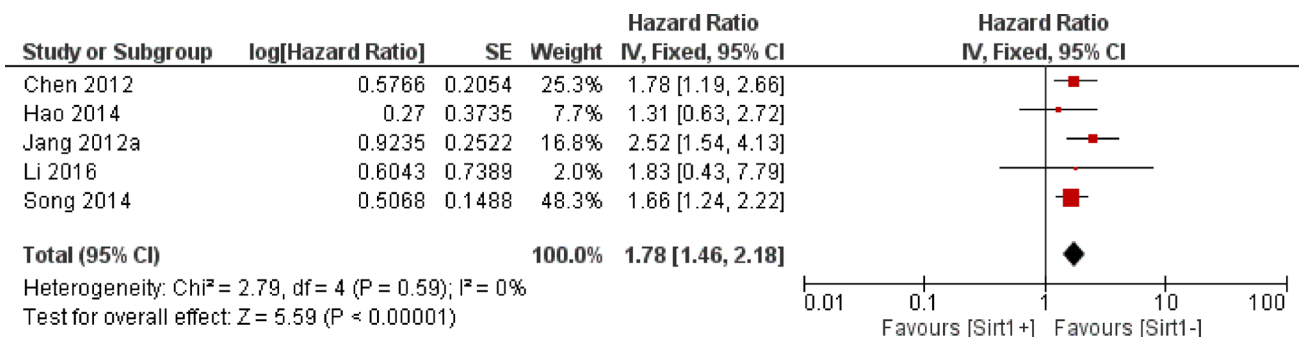 Hazard Ratio Hazard Ratio
Study or Subgroup log[Hazard Ratio] SE Weight IV, Fixed, 95% CI IV, Fixed, 95% CI
Chen 2012 0.5766 0.2054 25.3% 1.78 [1.19, 2.66]
Hao 2014 0.27 0.3735 7.7% 1.31 [0.63, 2.72]
Jang 2012a 0.9235 0.2522 16.8% 2.52 [1.54, 4.13]
Li 2016 0.6043 0.7389 2.0% 1.83 [0.43, 7.79]
Song 2014 0.5068 0.1488 48.3% 1.66 [1.24, 2.22]
Total (95% CI) 100.0% 1.78 [1.46, 2.18]
Heterogeneity: Chi² = 2.79, df = 4 (P = 0.59); I² = 0%
Test for overall effect: Z = 5.59 (P < 0.00001)
0.01 0.1 1 10 100
Favours [Sirt1+] Favours [Sirt1-]